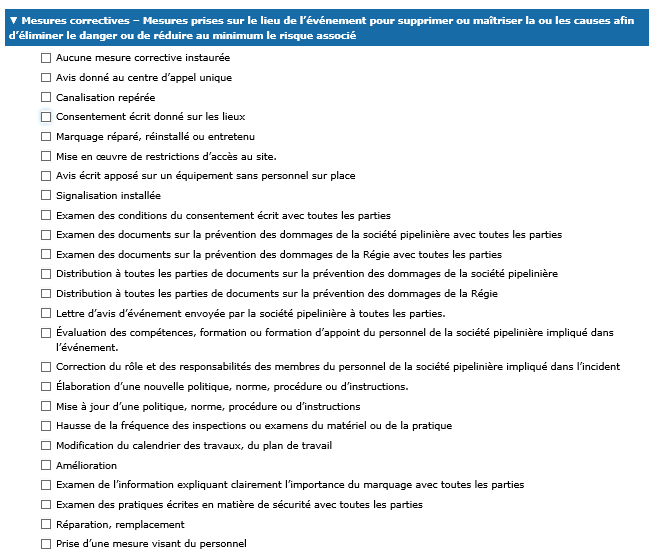 ▼ Mesures correctives – Mesures prises sur le lieu de l’événement pour supprimer ou maîtriser la ou les causes afin
d’éliminer le danger ou de réduire au minimum le risque associé
Aucune mesure corrective instaurée
Avis donné au centre d’appel unique
Canalisation repérée
Consentement écrit donné sur les lieux
Marquage réparé, réinstallé ou entretenu
Mise en œuvre de restrictions d’accès au site.
Avis écrit apposé sur un équipement sans personnel sur place
Signalisation installée
Examen des conditions du consentement écrit avec toutes les parties
Examen des documents sur la prévention des dommages de la société pipelinière avec toutes les parties
Examen des documents sur la prévention des dommages de la Régie avec toutes les parties
Distribution à toutes les parties de documents sur la prévention des dommages de la société pipelinière
Distribution à toutes les parties de documents sur la prévention des dommages de la Régie
Lettre d’avis d’événement envoyée par la société pipelinière à toutes les parties.
Évaluation des compétences, formation ou formation d’appoint du personnel de la société pipelinière impliqué dans
l’événement.
Correction du rôle et des responsabilités des membres du personnel de la société pipelinière impliqué dans l’incident
Élaboration d’une nouvelle politique, norme, procédure ou d’instructions.
Mise à jour d’une politique, norme, procédure ou d’instructions
Hausse de la fréquence des inspections ou examens du matériel ou de la pratique
Modification du calendrier des travaux, du plan de travail
Amélioration
Examen de l’information expliquant clairement l’importance du marquage avec toutes les parties
Examen des pratiques écrites en matière de sécurité avec toutes les parties
Réparation, remplacement
Prise d’une mesure visant du personnel